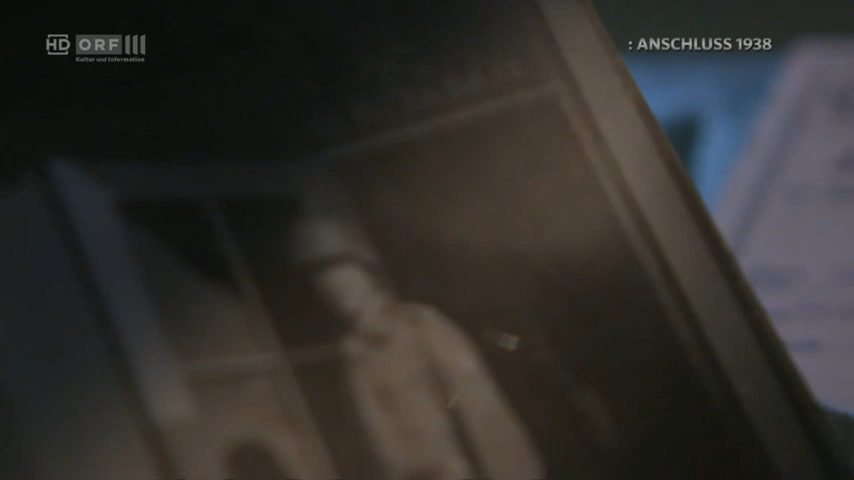 HD ORF III
Kultur und Information
: ANSCHLUSS 1938